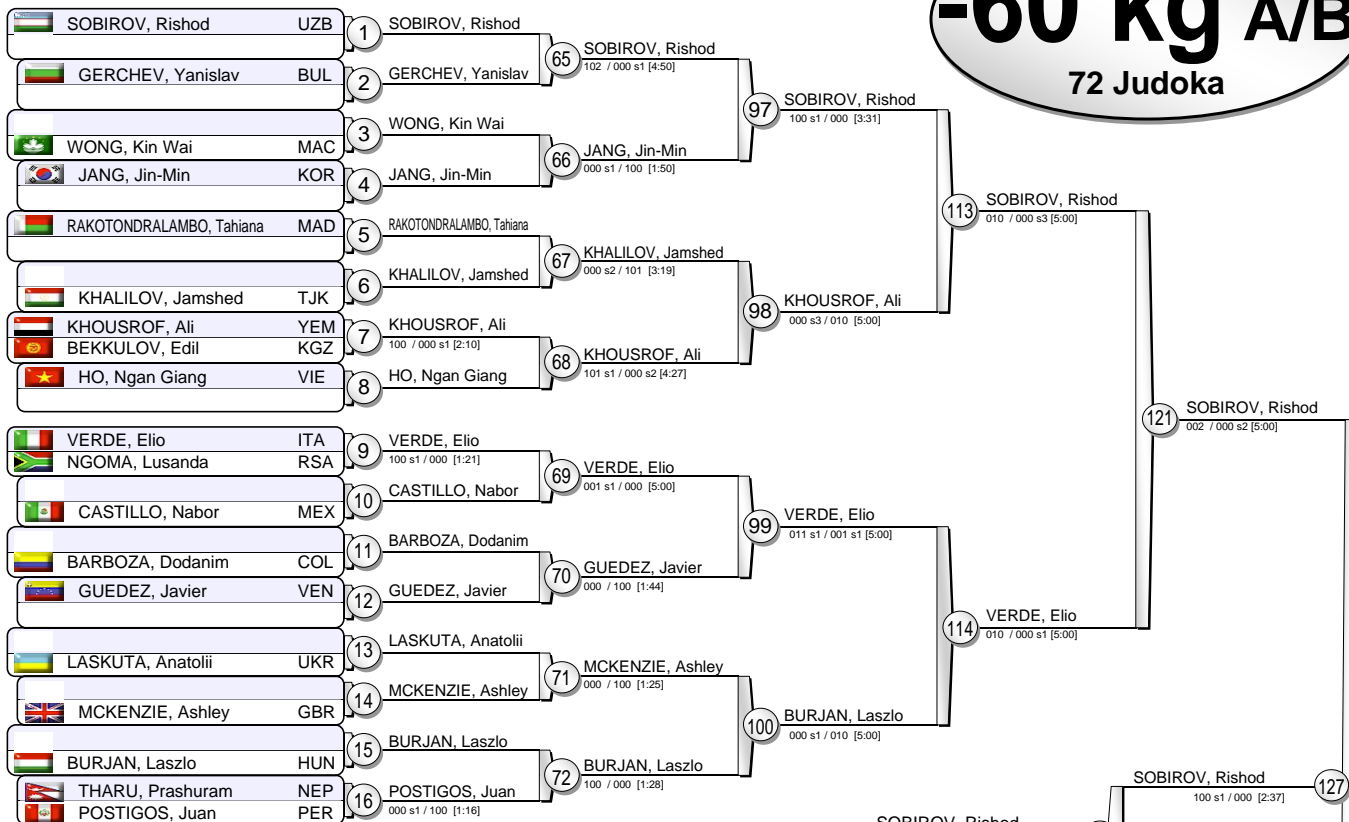 -60 kg A/B
72 Judoka
SOBIROV, Rishod UZB
1
GERCHEV, Yanislav BUL
2
WONG, Kin Wai MAC
3
JANG, Jin-Min KOR
4
RAKOTONDRALAMBO, Tahiana MAD
5
KHALILOV, Jamshed TJK
6
KHOUSROF, Ali YEM
BEKKULOV, Edil KGZ
7
HO, Ngan Giang VIE
8
VERDE, Elio ITA
NGOMA, Lusanda RSA
9
CASTILLO, Nabor MEX
10
BARBOZA, Dodanim COL
11
GUEDEZ, Javier VEN
12
LASKUTA, Anatolii UKR
13
MCKENZIE, Ashley GBR
14
BURJAN, Laszlo HUN
15
THARU, Prashuram NEP
POSTIGOS, Juan PER
16
SOBIROV, Rishod
GERCHEV, Yanislav
65
WONG, Kin Wai
JANG, Jin-Min
66
RAKOTONDRALAMBO, Tahiana
KHALILOV, Jamshed
67
KHOUSROF, Ali
100 / 000 s1 [2:10]
HO, Ngan Giang
68
VERDE, Elio
100 s1 / 000 [1:21]
CASTILLO, Nabor
69
BARBOZA, Dodanim
GUEDEZ, Javier
70
LASKUTA, Anatolii
MCKENZIE, Ashley
71
BURJAN, Laszlo
POSTIGOS, Juan
000 s1 / 100 [1:16]
72
SOBIROV, Rishod
102 / 000 s1 [4:50]
JANG, Jin-Min
000 s1 / 100 [1:50]
97
KHALILOV, Jamshed
000 s2 / 101 [3:19]
KHOUSROF, Ali
101 s1 / 000 s2 [4:27]
98
VERDE, Elio
001 s1 / 000 [5:00]
GUEDEZ, Javier
000 / 100 [1:44]
99
MCKENZIE, Ashley
000 / 100 [1:25]
BURJAN, Laszlo
100 / 000 [1:28]
100
SOBIROV, Rishod
100 s1 / 000 [3:31]
KHOUSROF, Ali
000 s3 / 010 [5:00]
113
VERDE, Elio
011 s1 / 001 s1 [5:00]
BURJAN, Laszlo
000 s1 / 010 [5:00]
114
SOBIROV, Rishod
010 / 000 s3 [5:00]
VERDE, Elio
010 / 000 s1 [5:00]
121
SOBIROV, Rishod
002 / 000 s2 [5:00]
SOBIROV, Rishod
100 s1 / 000 [2:37]
127
SOBIROV, Rishod